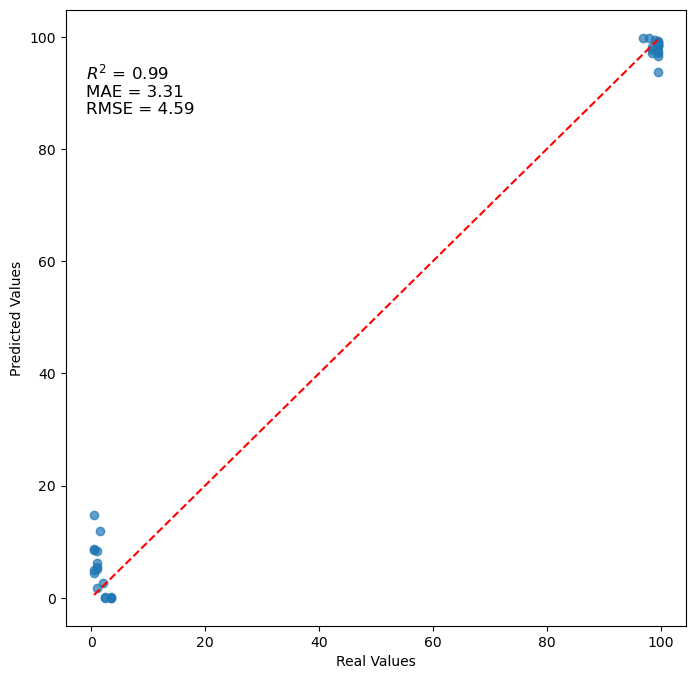 R² = 0.99
MAE = 3.31
RMSE = 4.59
100
80
60
40
20
0
Predicted Values
0 20 40 60 80 100
Real Values